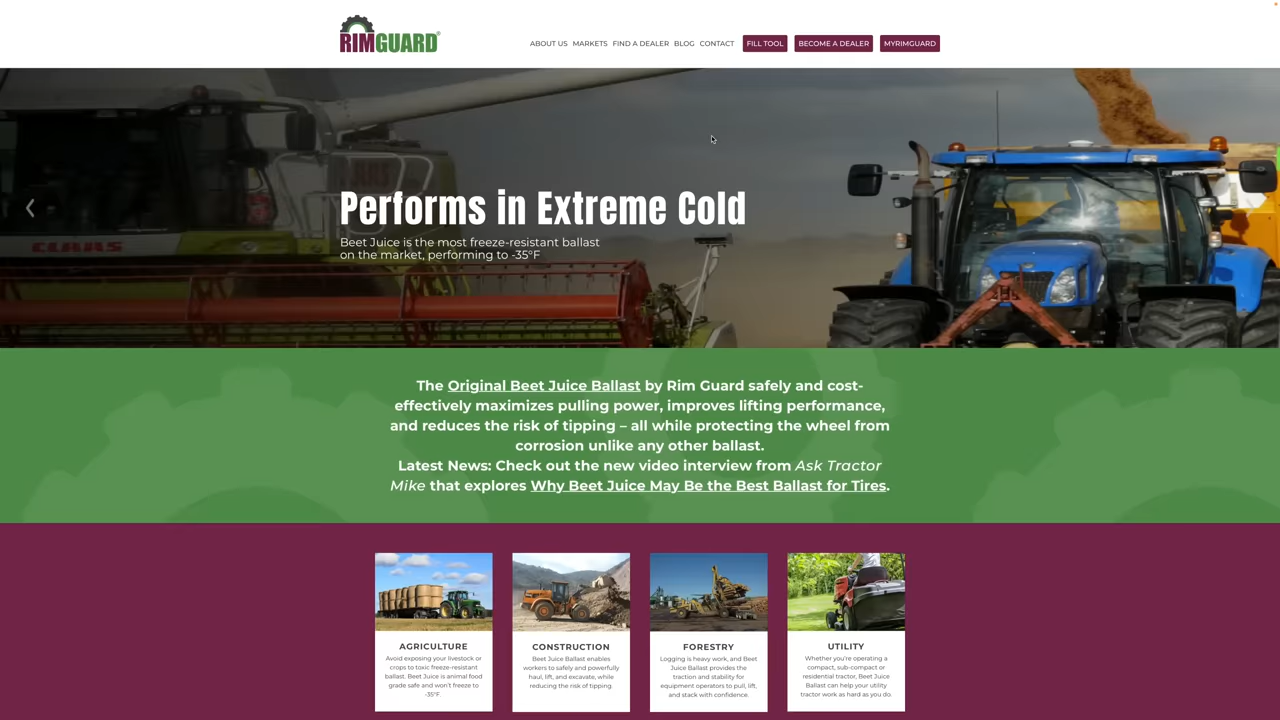 RIMGUARD®
ABOUT US MARKETS FIND A DEALER BLOG CONTACT FILL TOOL BECOME A DEALER MYRIMGUARD
CLAAS
Performs in Extreme Cold
Beet Juice is the most freeze-resistant ballast
on the market, performing to -35°F
The Original Beet Juice Ballast by Rim Guard safely and cost-
effectively maximizes pulling power, improves lifting performance,
and reduces the risk of tipping – all while protecting the wheel from
corrosion unlike any other ballast.
Latest News: Check out the new video interview from Ask Tractor
Mike that explores Why Beet Juice May Be the Best Ballast for Tires.
AGRICULTURE
Avoid exposing your livestock or
crops to toxic freeze-resistant
ballast. Beet Juice is animal food
grade safe and won't freeze to
-35°F.
CONSTRUCTION
Beet Juice Ballast enables
workers to safely and powerfully
haul, lift, and excavate, while
reducing the risk of tipping
FORESTRY
Logging is heavy work, and Beet
Juice Ballast provides the
traction and stability for
equipment operators to pull, lift,
and stack with confidence.
UTILITY
Whether you're operating a
compact, sub-compact or
residential tractor, Beet Juice
Ballast can help your utility
tractor work as hard as you do.